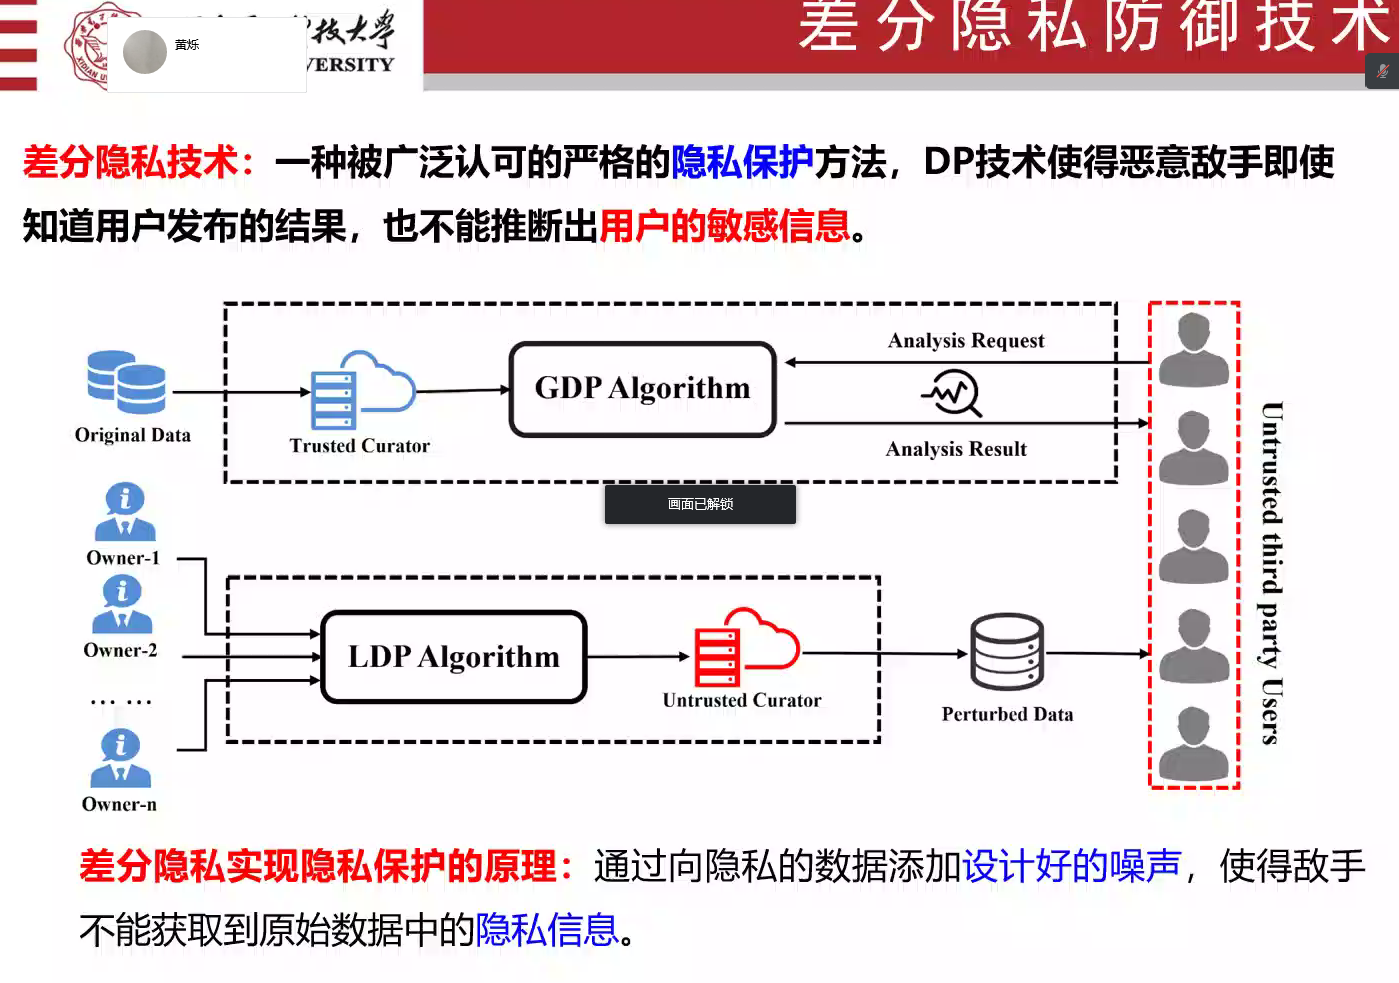 差分隐私防御技术
黄烁
技大学
VERSITY
XIDIAN
差分隐私技术：一种被广泛认可的严格的隐私保护方法，DP技术使得恶意敌手即使
知道用户发布的结果，也不能推断出用户的敏感信息。
Original Data
Trusted Curator
GDP Algorithm
Analysis Request
Analysis Result
画面已解锁
Owner-1
Owner-2
... ...
Owner-n
LDP Algorithm
Untrusted Curator
Perturbed Data
Untrusted third party Users
差分隐私实现隐私保护的原理：通过向隐私的数据添加设计好的噪声，使得敌手
不能获取到原始数据中的隐私信息。